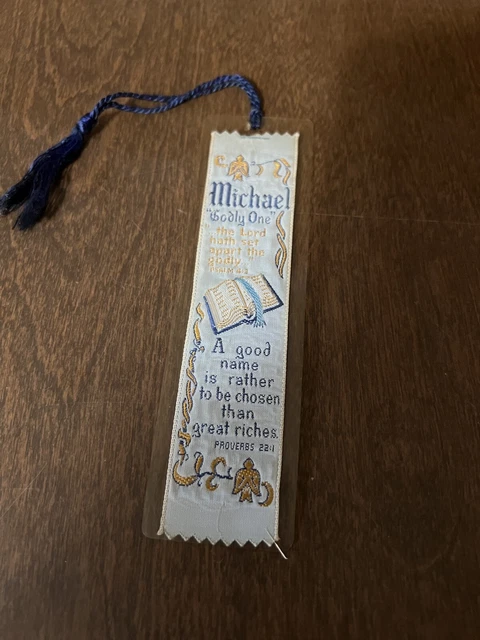 Michael
"Godly One"
the Lord
hath set
apart the
godly.
A good
name
is rather
to be chosen
than
great riches.
PROVERBS 22:1